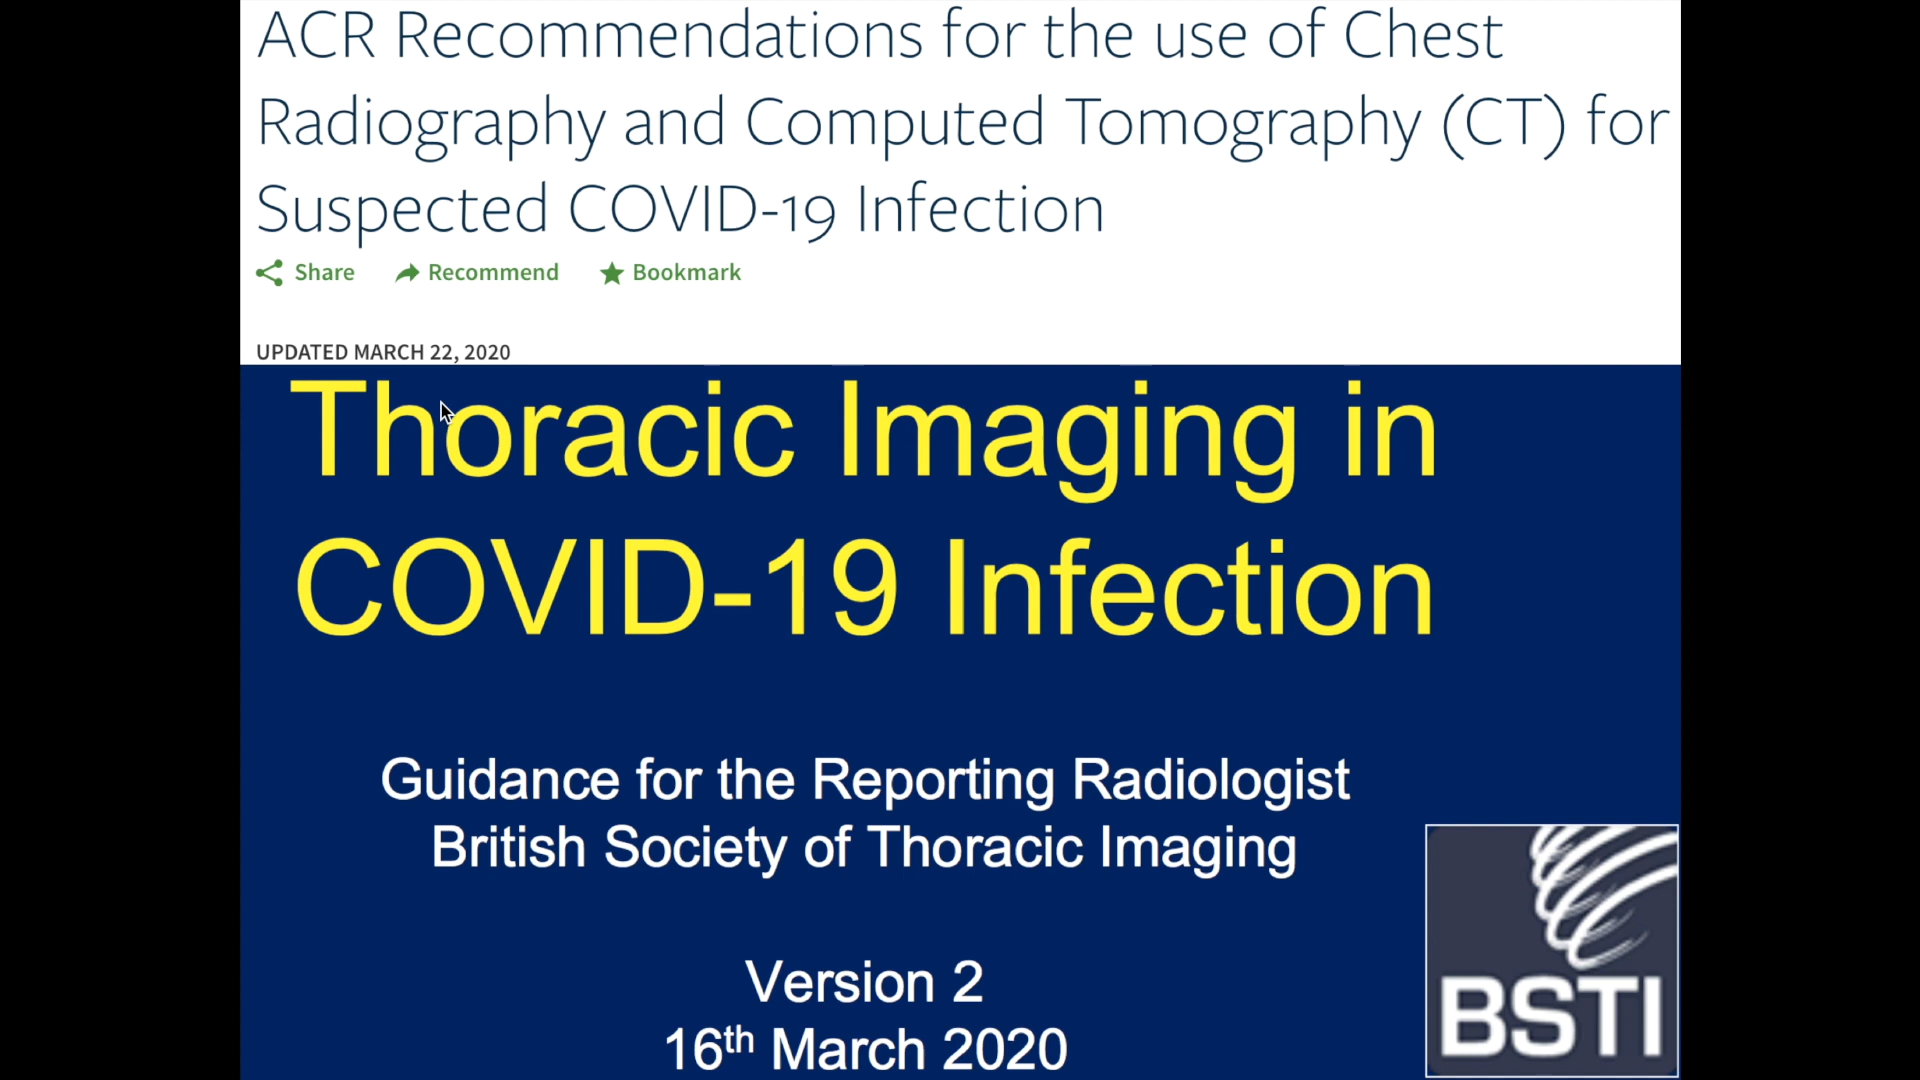 ACR Recommendations for the use of Chest
Radiography and Computed Tomography (CT) for
Suspected COVID-19 Infection
Share Recommend Bookmark
UPDATED MARCH 22, 2020
Thoracic Imaging in
COVID-19 Infection
Guidance for the Reporting Radiologist
British Society of Thoracic Imaging
Version 2
16th March 2020
BSTI